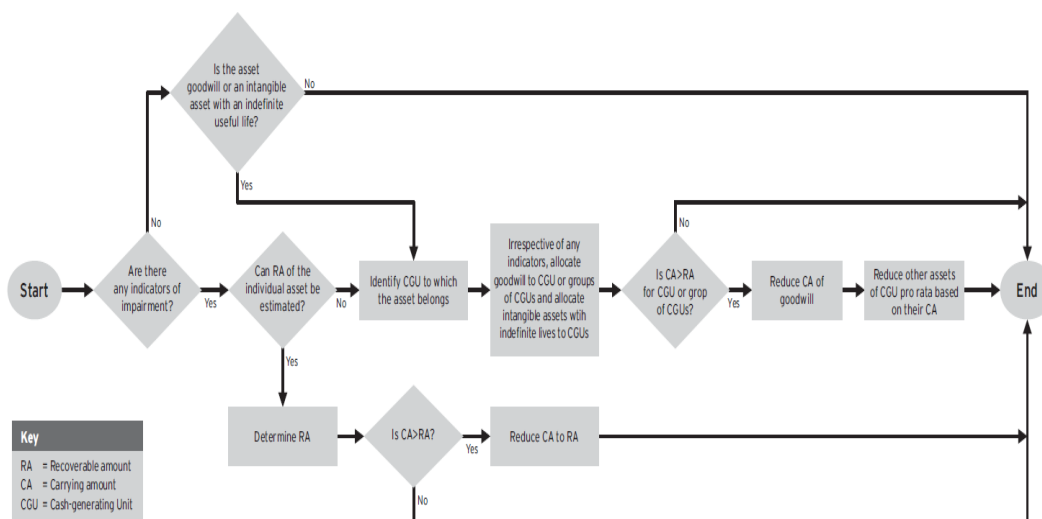 Is the asset
goodwill or an intangible
asset with an indefinite
useful life?
No
Yes
No
No
Start
Are there
any indicators of
impairment?
Yes
Can RA of the
individual asset be
estimated?
No
Identify CGU to which
the asset belongs
Irrespective of any
indicators, allocate
goodwill to CGU or groups
of CGUs and allocate
intangible assets wtih
indefinite lives to CGUs
Is CA>RA
for CGU or grop
of CGUs?
Yes
Reduce CA of
goodwill
Reduce other assets
of CGU pro rata based
on their CA
End
Yes
Determine RA
Is CA>RA?
Yes
Reduce CA to RA
No
Key
RA = Recoverable amount
CA = Carrying amount
CGU = Cash-generating Unit